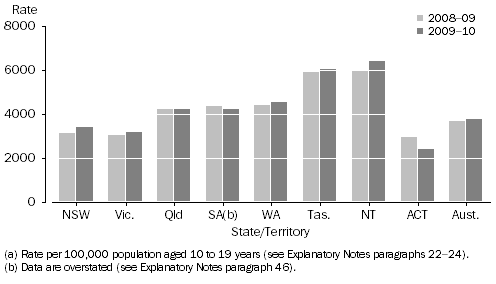 Rate
8000
2008–09
2009–10
6000
4000
2000
0
NSW Vic. Qld SA(b) WA Tas. NT ACT Aust.
State/Territory
(a) Rate per 100,000 population aged 10 to 19 years (see Explanatory Notes paragraphs 22–24).
(b) Data are overstated (see Explanatory Notes paragraph 46).